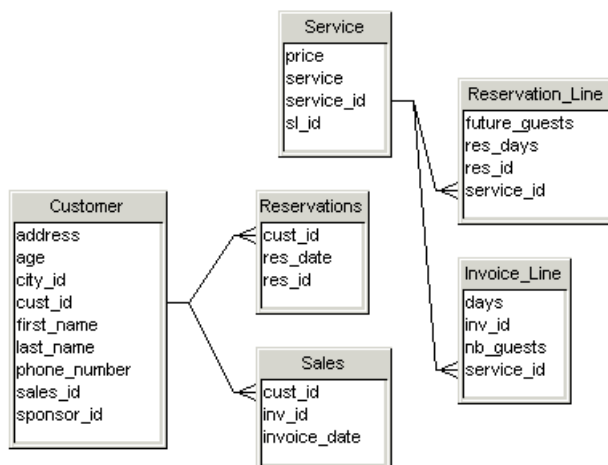 Service
price
service
service_id
sl_id
Reservation_Line
future_guests
res_days
res_id
service_id
Customer
address
age
city_id
cust_id
first_name
last_name
phone_number
sales_id
sponsor_id
Reservations
cust_id
res_date
res_id
Invoice_Line
days
inv_id
nb_guests
service_id
Sales
cust_id
inv_id
invoice_date